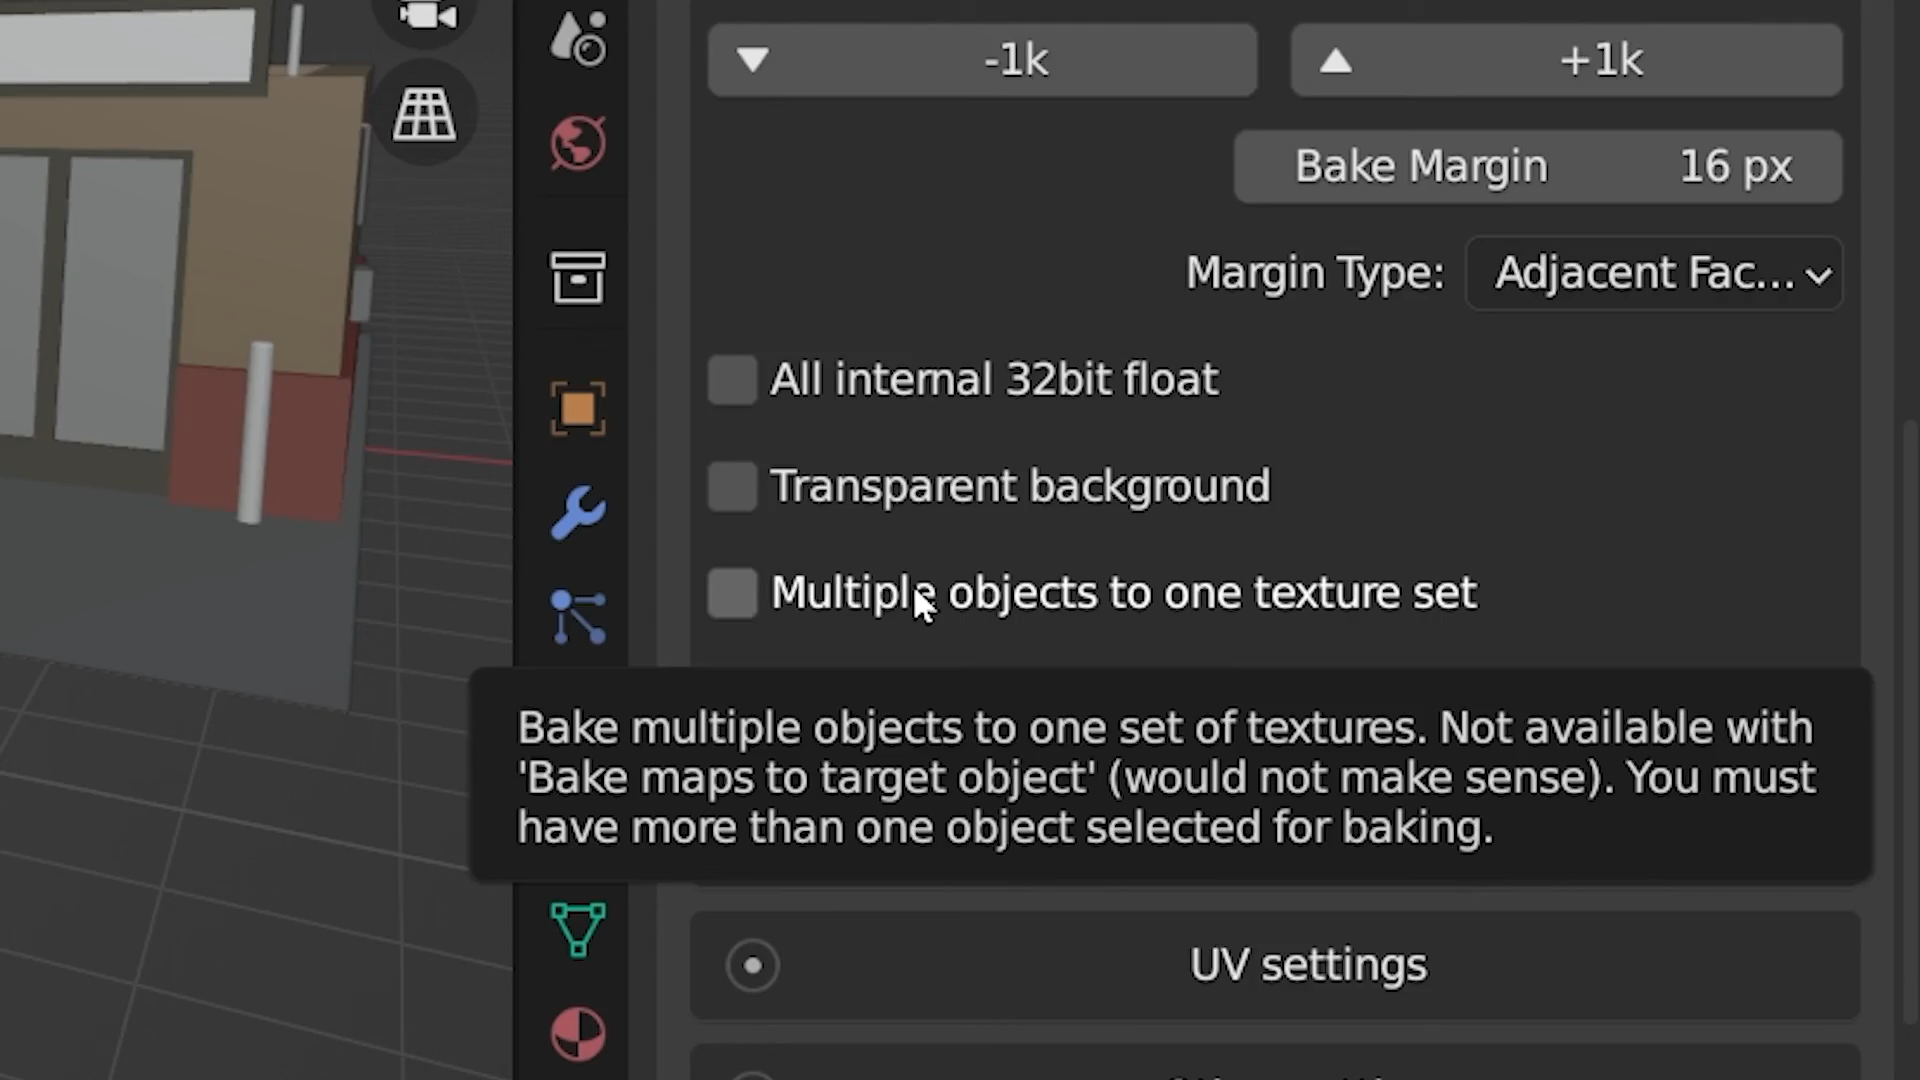 -1k
+1k
Bake Margin 16 px
Margin Type: Adjacent Fac...
All internal 32bit float
Transparent background
Multiple objects to one texture set
Bake multiple objects to one set of textures. Not available with
'Bake maps to target object' (would not make sense). You must
have more than one object selected for baking.
UV settings